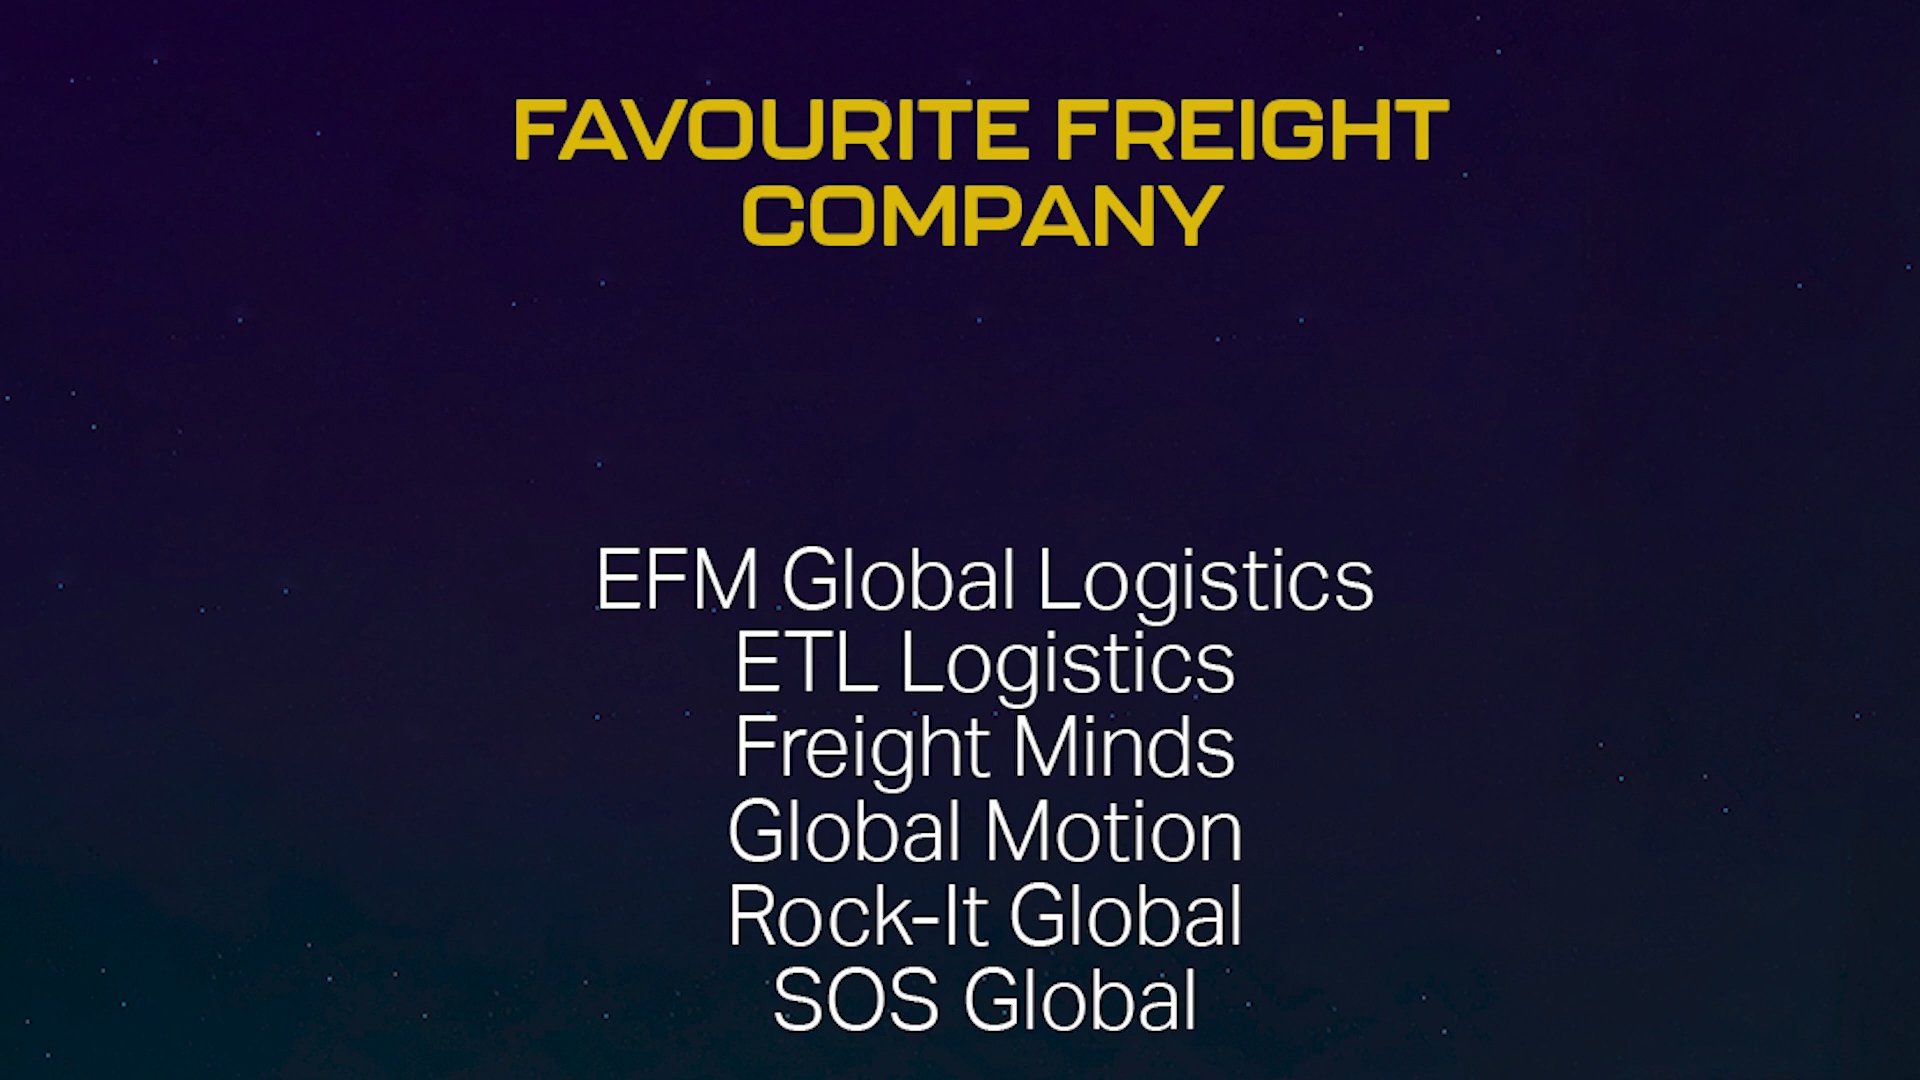 FAVOURITE FREIGHT
COMPANY
EFM Global Logistics
ETL Logistics
Freight Minds
Global Motion
Rock-It Global
SOS Global